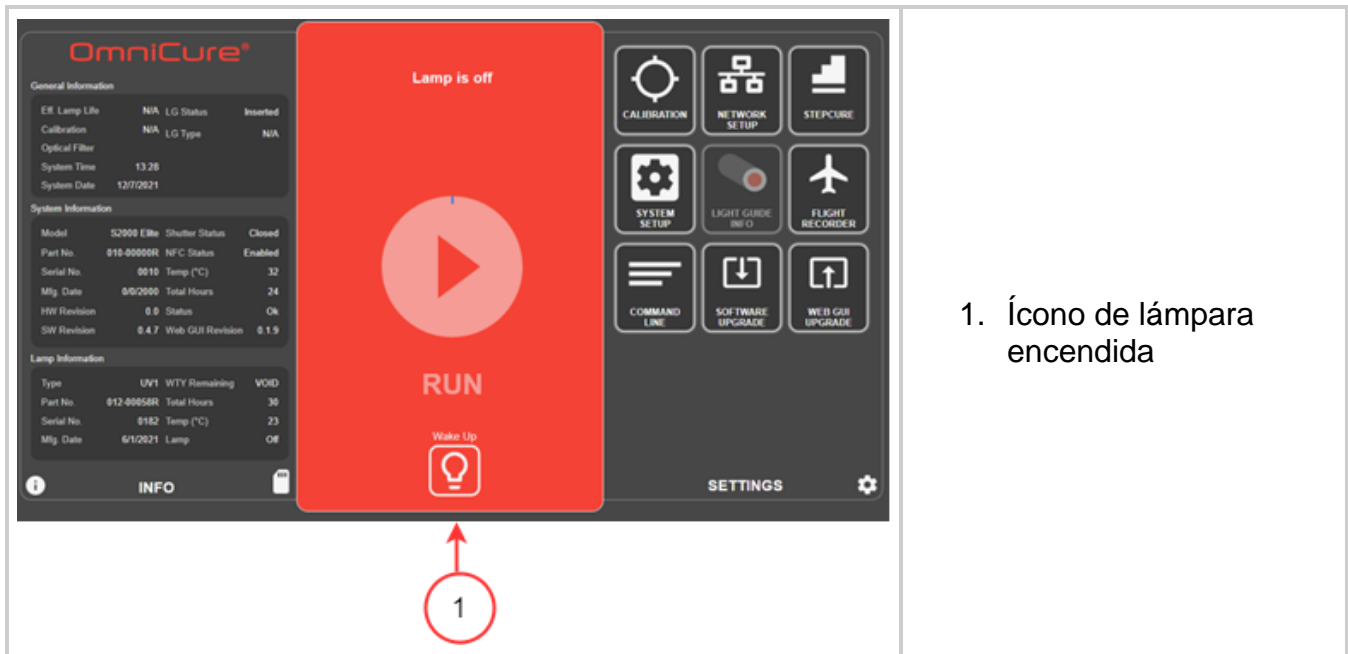 OmniCure®
General Information
Eff. Lamp Life N/A LG Status Inserted
Calibration N/A LG Type N/A
Optical Filter
System Time 13:28
System Date 12/7/2021
System Information
Model S2000 Elite Shutter Status Closed
Part No. 010-00000R NFC Status Enabled
Serial No. 0010 Temp (°C) 32
Mfg. Date 0/0/2000 Total Hours 24
HW Revision 0.0 Status Ok
SW Revision 0.4.7 Web GUI Revision 0.1.9
Lamp Information
Type UV1 WTY Remaining VOID
Part No. 012-00058R Total Hours 30
Serial No. 0182 Temp (°C) 23
Mfg. Date 6/1/2021 Lamp Off
INFO
Lamp is off
RUN
Wake Up
CALIBRATION
NETWORK
SETUP
STEPCURE
SYSTEM
SETUP
LIGHT GUIDE
INFO
FLIGHT
RECORDER
COMMAND
LINE
SOFTWARE
UPGRADE
WEB GUI
UPGRADE
SETTINGS
1
1. Ícono de lámpara
encendida